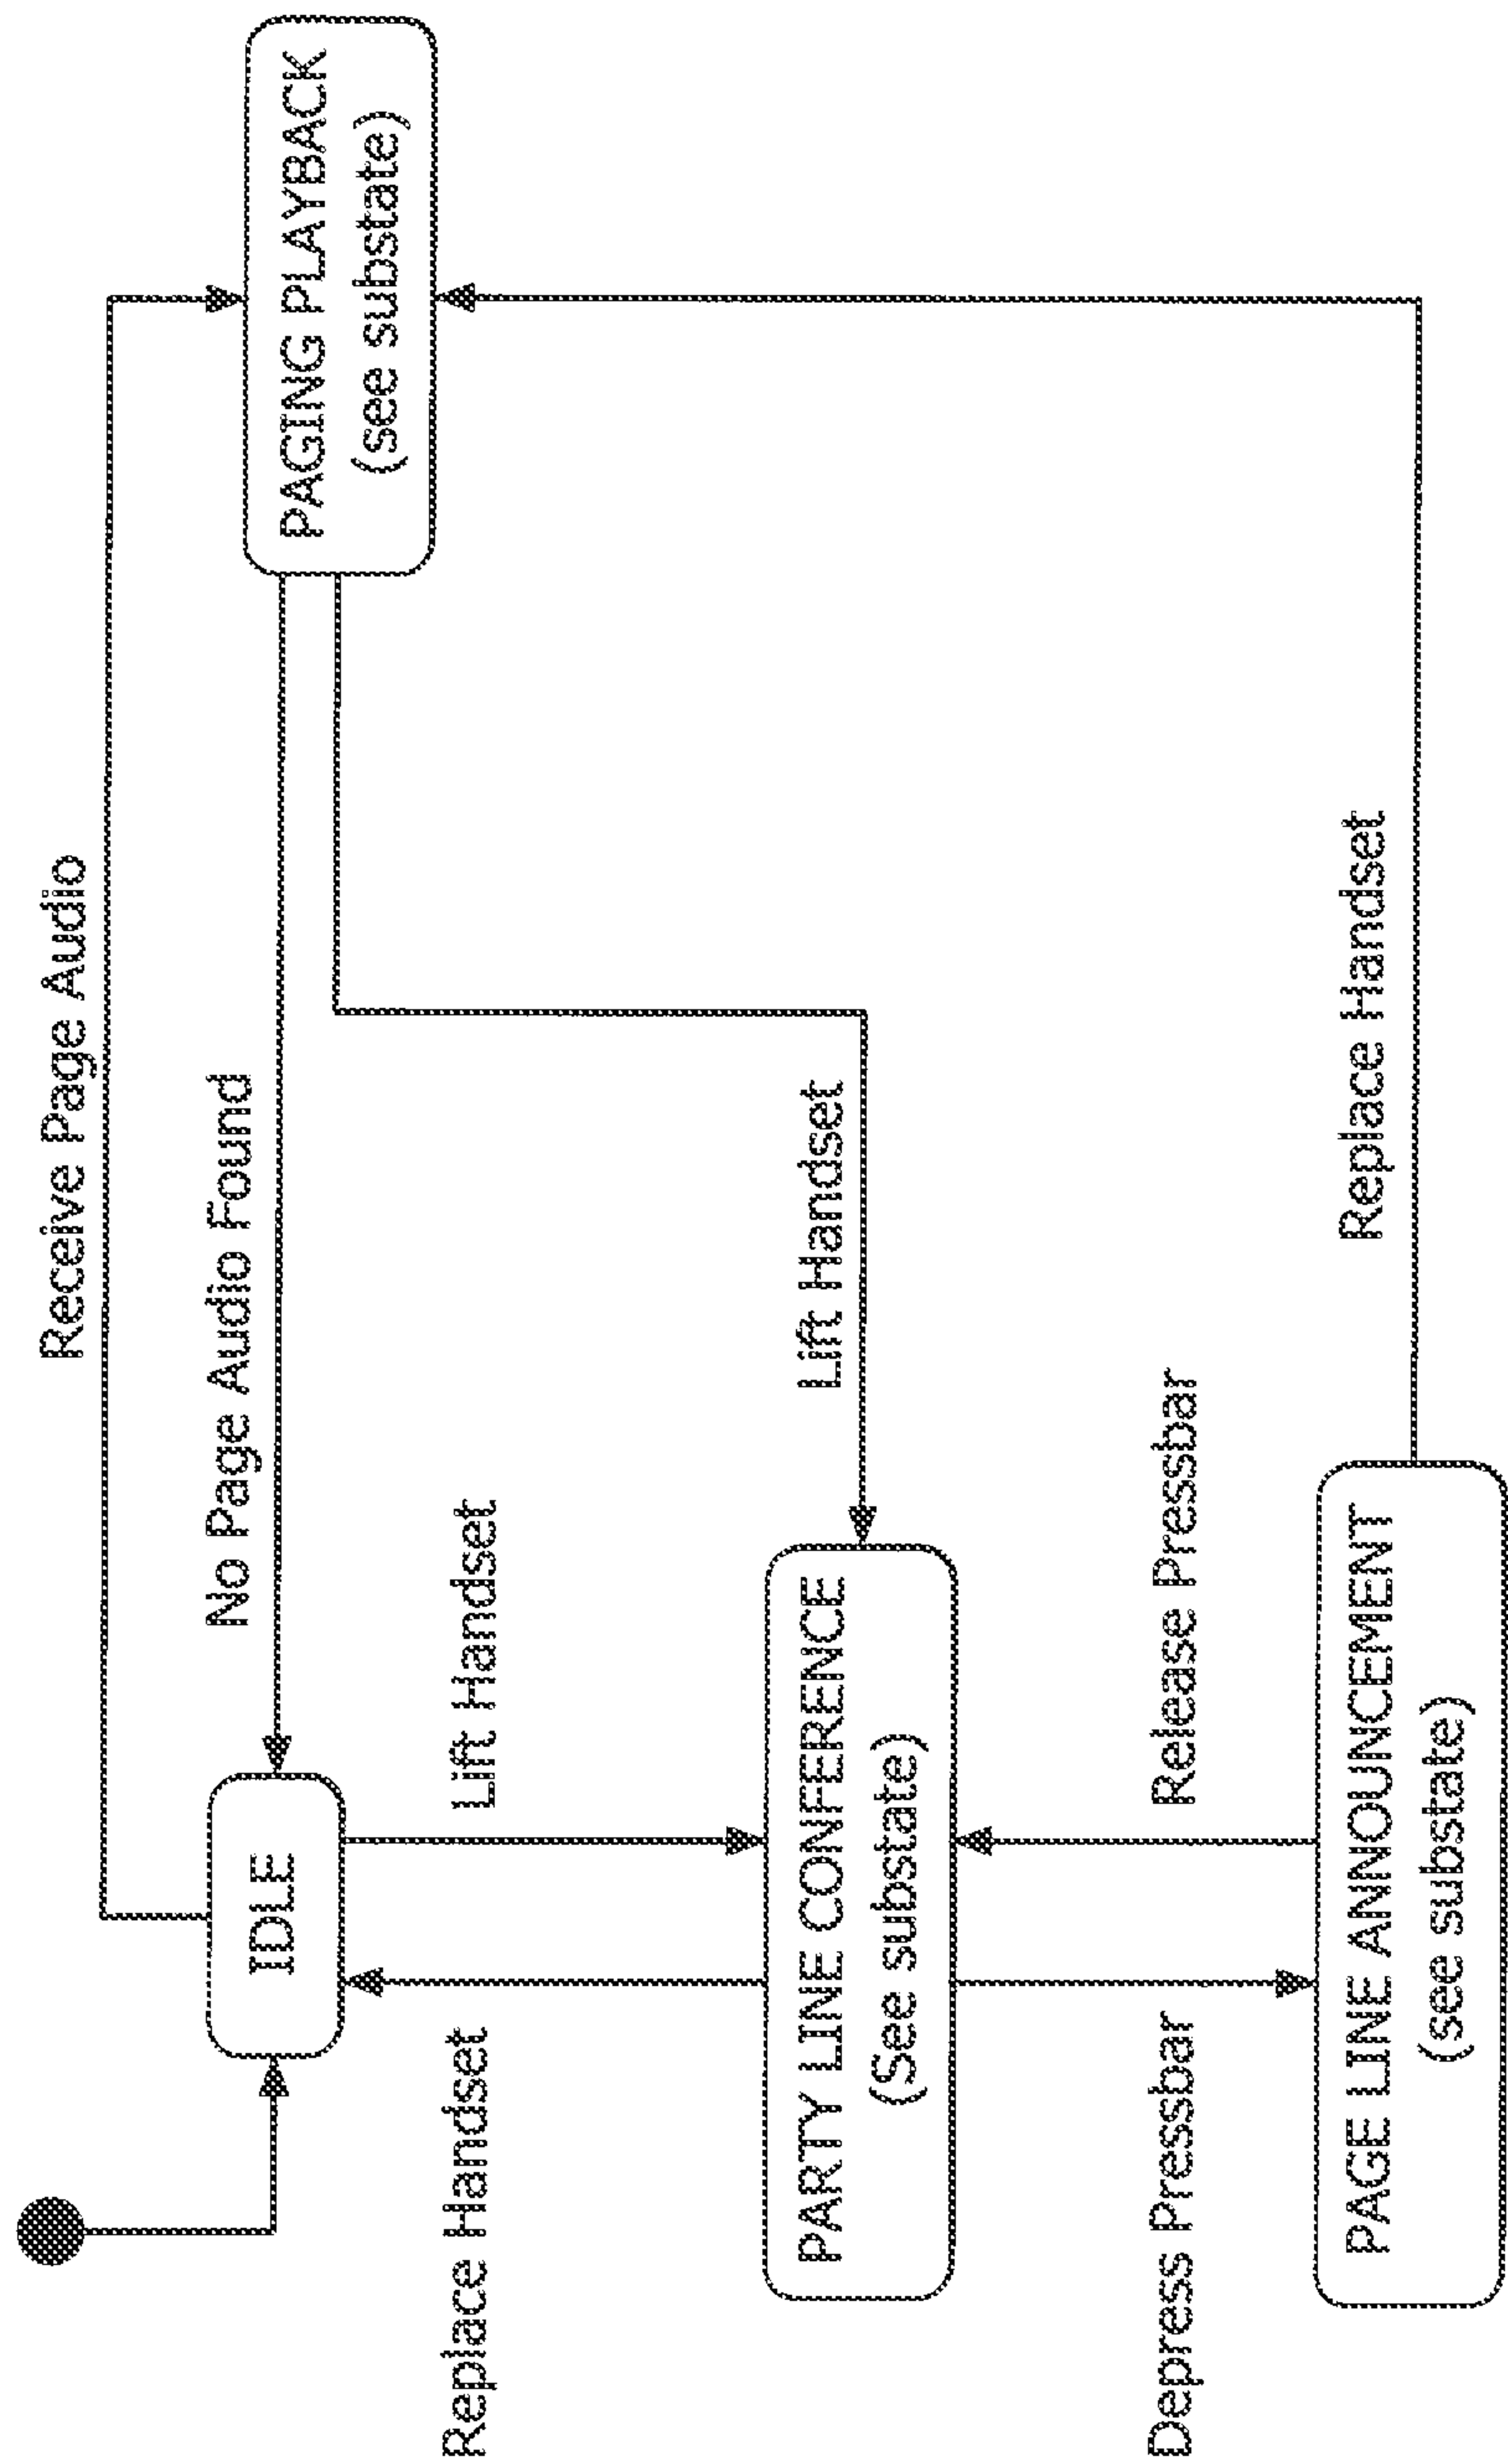 Receive Page Audio
No Page Audio Found
IDLE
PAGING PLAYBACK
(see substate)
Replace Handset
Lift Handset
Lift Handset
PARTY LINE CONFERENCE
(See substate)
Depress Pressbar
Release Pressbar
Replace Handset
PAGE LINE ANNOUNCEMENT
(see substate)